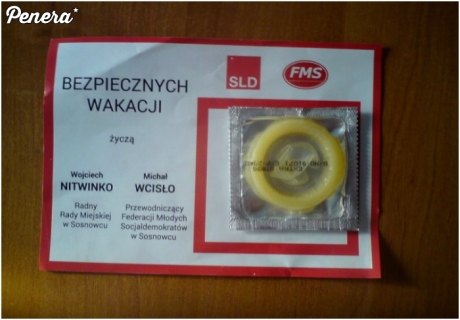 Penera*
SLD
FMS
BEZPIECZNYCH
WAKACJI
życzą
Wojciech
NITWINKO
Radny
Rady Miejskiej
w Sosnowcu
Michał
WCISŁO
Przewodniczący
Federacji Młodych
Socjaldemokratów
w Sosnowcu